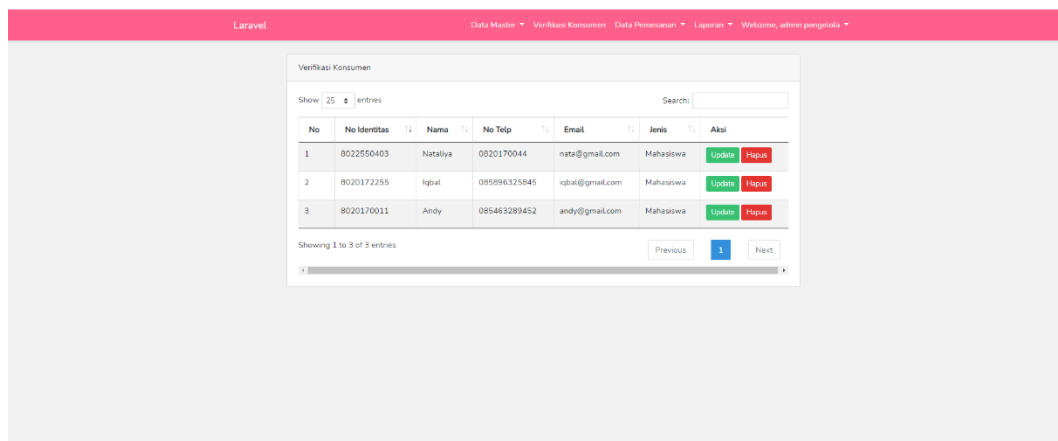 Laravel Data Master Verifikasi Konsumen Data Pemesanan Laporan Welcome, admin pengelola
Verifikasi Konsumen
Show 25 entries Search:
No No Identitas Nama No Telp Email Jenis Aksi
1 8022550403 Nataliya 0820170044 nata@gmail.com Mahasiswa Update Hapus
2 8020172255 Iqbal 085896325845 iqbal@gmail.com Mahasiswa Update Hapus
3 8020170011 Andy 085463289452 andy@gmail.com Mahasiswa Update Hapus
Showing 1 to 3 of 3 entries Previous 1 Next